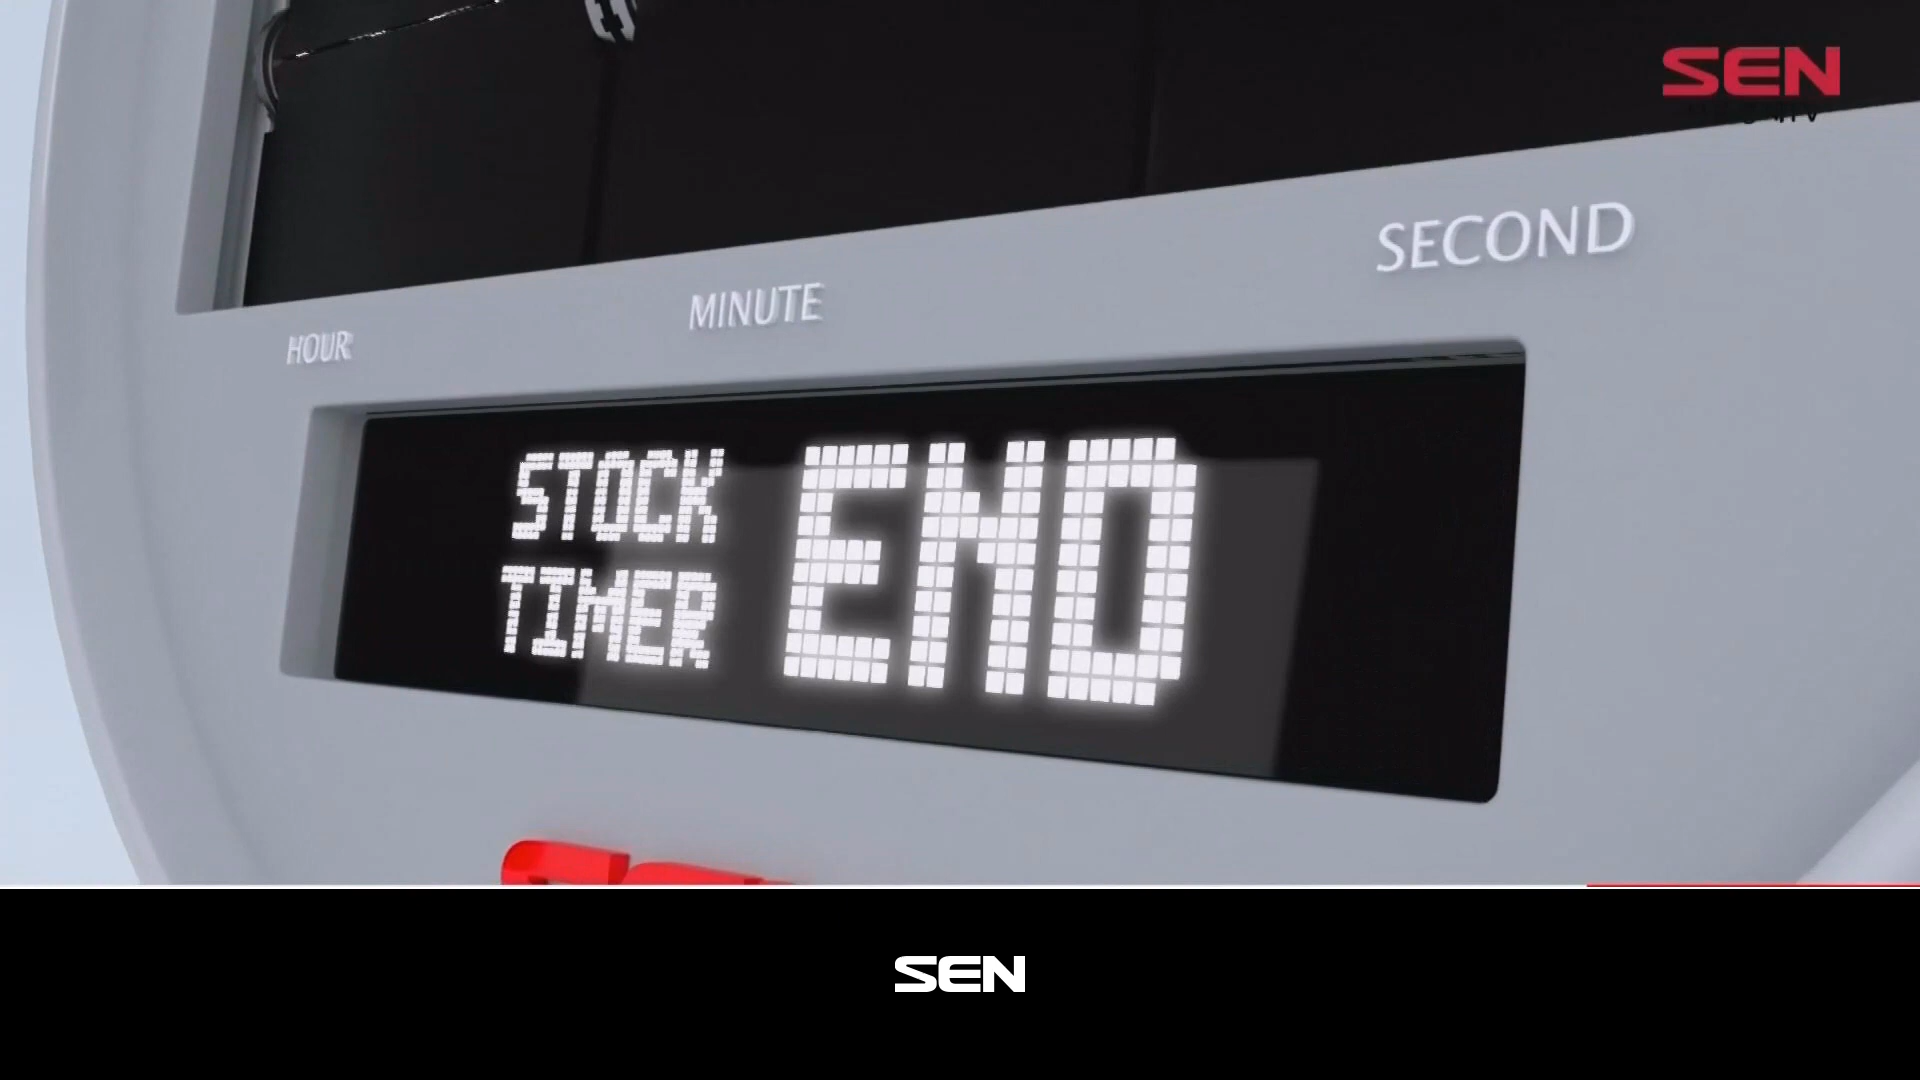 SEN
SECOND
MINUTE
HOUR
STOCK
TIMER
END
SEN